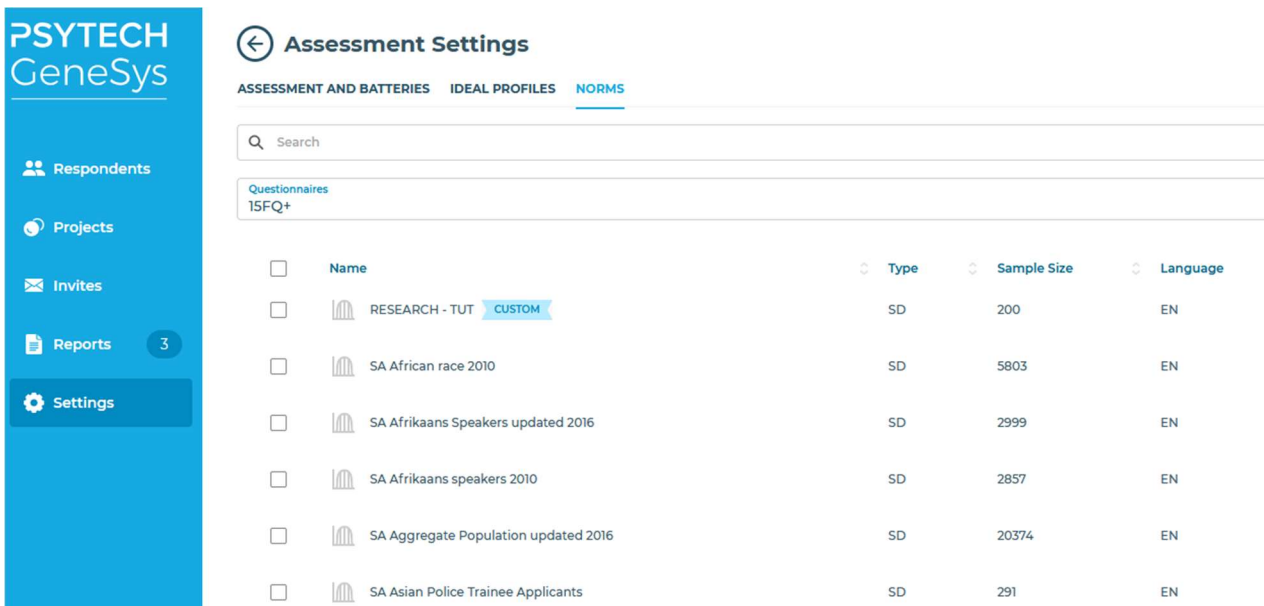 PSYTECH
GeneSys
Respondents
Projects
Invites
Reports 3
Settings
Assessment Settings
ASSESSMENT AND BATTERIES IDEAL PROFILES NORMS
Search
Questionnaires
15FQ+
Name Type Sample Size Language
RESEARCH - TUT CUSTOM SD 200 EN
SA African race 2010 SD 5803 EN
SA Afrikaans Speakers updated 2016 SD 2999 EN
SA Afrikaans speakers 2010 SD 2857 EN
SA Aggregate Population updated 2016 SD 20374 EN
SA Asian Police Trainee Applicants SD 291 EN